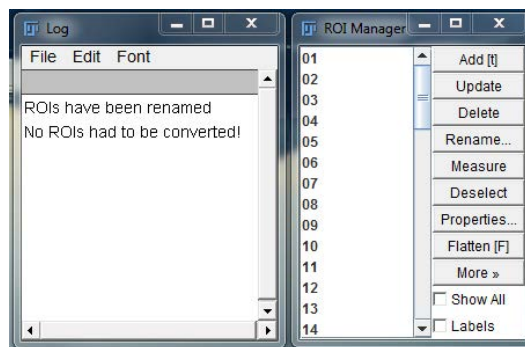 Log
File Edit Font
ROIs have been renamed
No ROIs had to be converted!
ROI Manager
01
02
03
04
05
06
07
08
09
10
11
12
13
14
Add [t]
Update
Delete
Rename...
Measure
Deselect
Properties...
Flatten [F]
More »
Show All
Labels